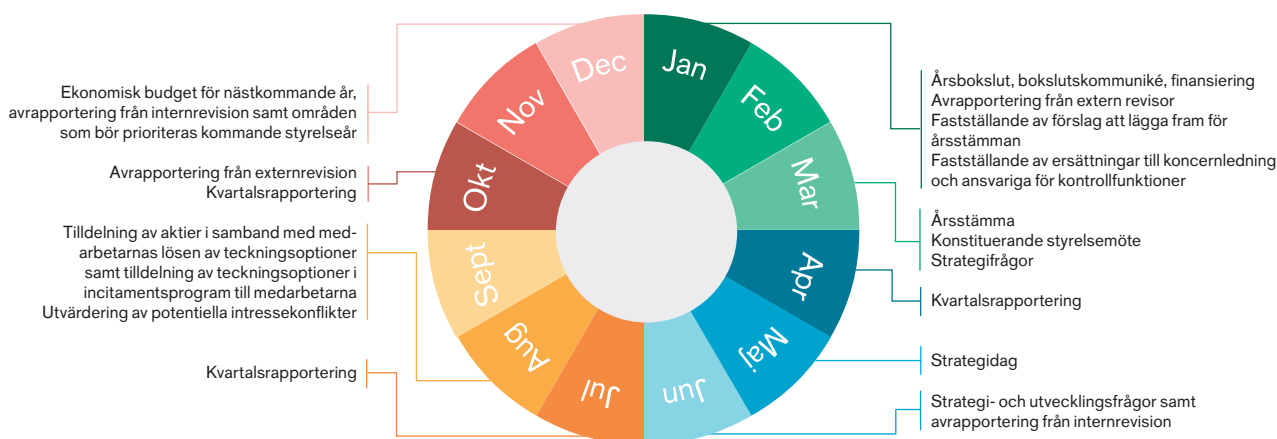 Jan
Feb
Mar
Apr
Maj
Jun
Jul
Aug
Sept
Okt
Nov
Dec
Årsbokslut, bokslutskommuniké, finansiering
Avrapportering från extern revisor
Fastställande av förslag att lägga fram för
årsstämman
Fastställande av ersättningar till koncernledning
och ansvariga för kontrollfunktioner
Årsstämma
Konstituerande styrelsemöte
Strategifrågor
Kvartalsrapportering
Strategidag
Strategi- och utvecklingsfrågor samt
avrapportering från internrevision
Kvartalsrapportering
Tilldelning av aktier i samband med med-
arbetarnas lösen av teckningsoptioner
samt tilldelning av teckningsoptioner i
incitamentsprogram till medarbetarna
Utvärdering av potentiella intressekonflikter
Avrapportering från externrevision
Kvartalsrapportering
Ekonomisk budget för nästkommande år,
avrapportering från internrevision samt områden
som bör prioriteras kommande styrelseår